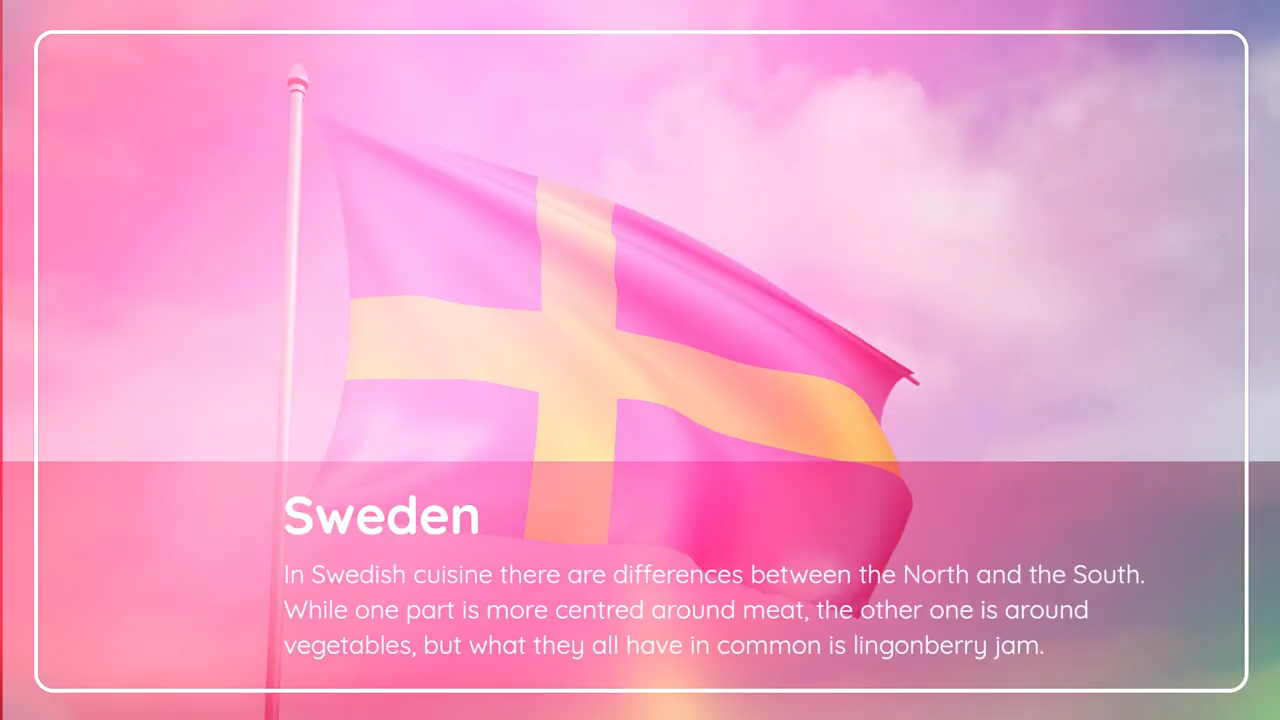 Sweden
In Swedish cuisine there are differences between the North and the South.
While one part is more centred around meat, the other one is around
vegetables, but what they all have in common is lingonberry jam.